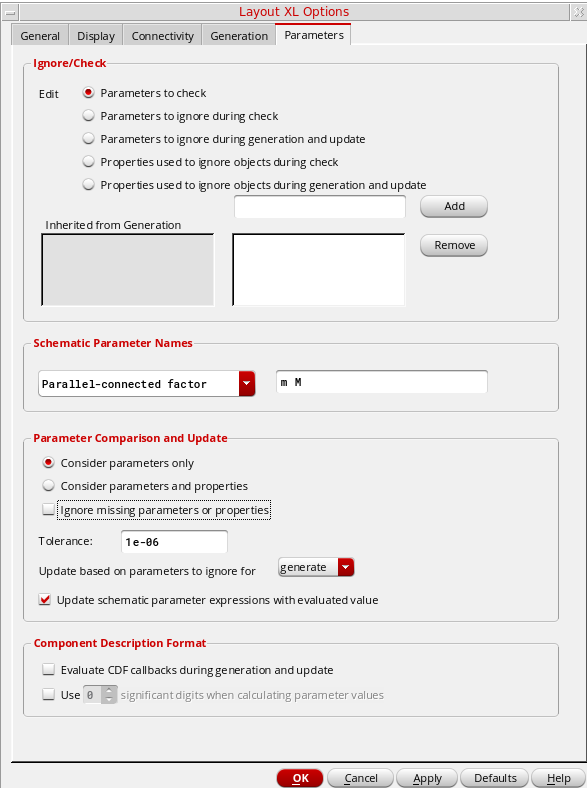 Layout XL Options
General Display Connectivity Generation Parameters
Ignore/Check
Edit Parameters to check
Parameters to ignore during check
Parameters to ignore during generation and update
Properties used to ignore objects during check
Properties used to ignore objects during generation and update
Add
Inherited from Generation
Remove
Schematic Parameter Names
Parallel-connected factor m M
Parameter Comparison and Update
Consider parameters only
Consider parameters and properties
Ignore missing parameters or properties
Tolerance: 1e-06
Update based on parameters to ignore for generate
Update schematic parameter expressions with evaluated value
Component Description Format
Evaluate CDF callbacks during generation and update
Use 0 significant digits when calculating parameter values
OK Cancel Apply Defaults Help